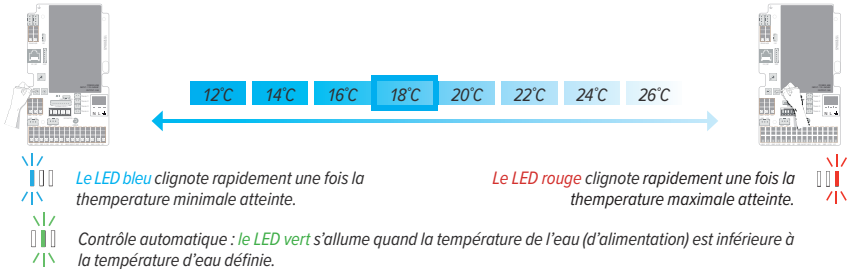 12°C 14°C 16°C 18°C 20°C 22°C 24°C 26°C
Le LED bleu clignote rapidement une fois la
themperature minimale atteinte.
Le LED rouge clignote rapidement une fois la
themperature maximale atteinte.
Contrôle automatique : le LED vert s'allume quand la température de l'eau (d'alimentation) est inférieure à
la température d'eau définie.